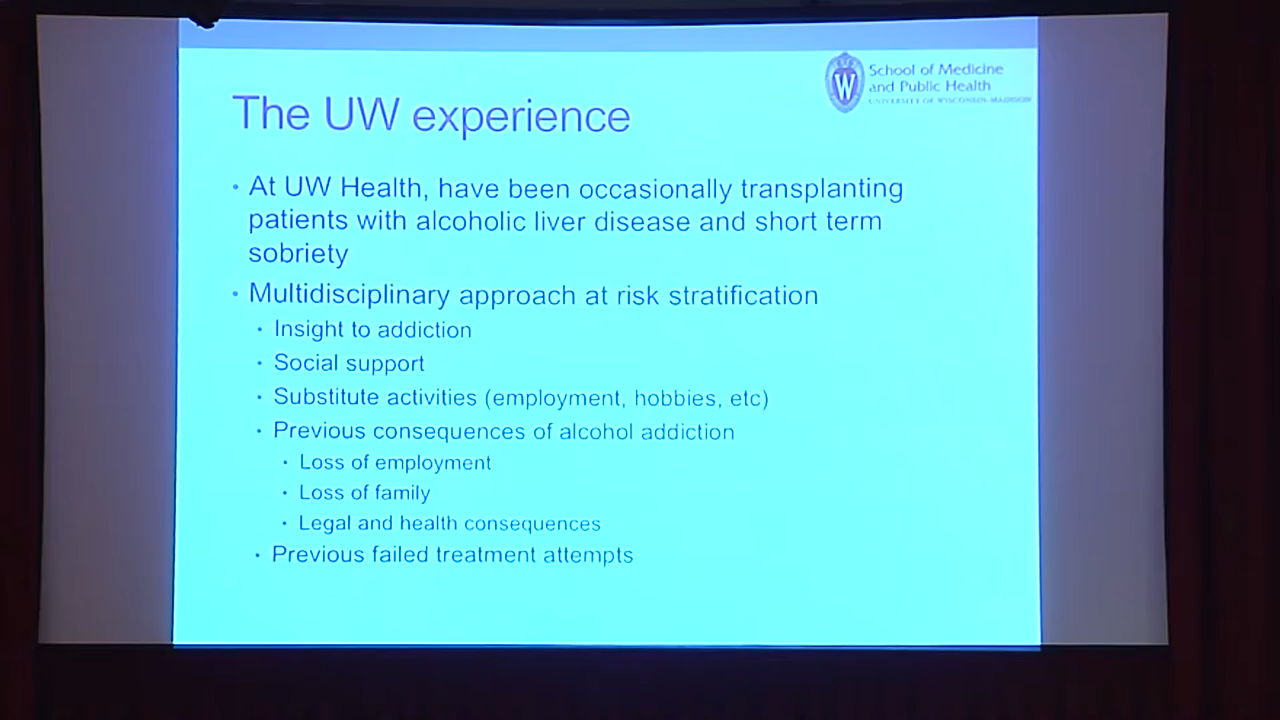 School of Medicine
and Public Health
UNIVERSITY OF WISCONSIN-MADISON
W
The UW experience
• At UW Health, have been occasionally transplanting
patients with alcoholic liver disease and short term
sobriety
• Multidisciplinary approach at risk stratification
• Insight to addiction
• Social support
• Substitute activities (employment, hobbies, etc)
• Previous consequences of alcohol addiction
• Loss of employment
• Loss of family
• Legal and health consequences
• Previous failed treatment attempts